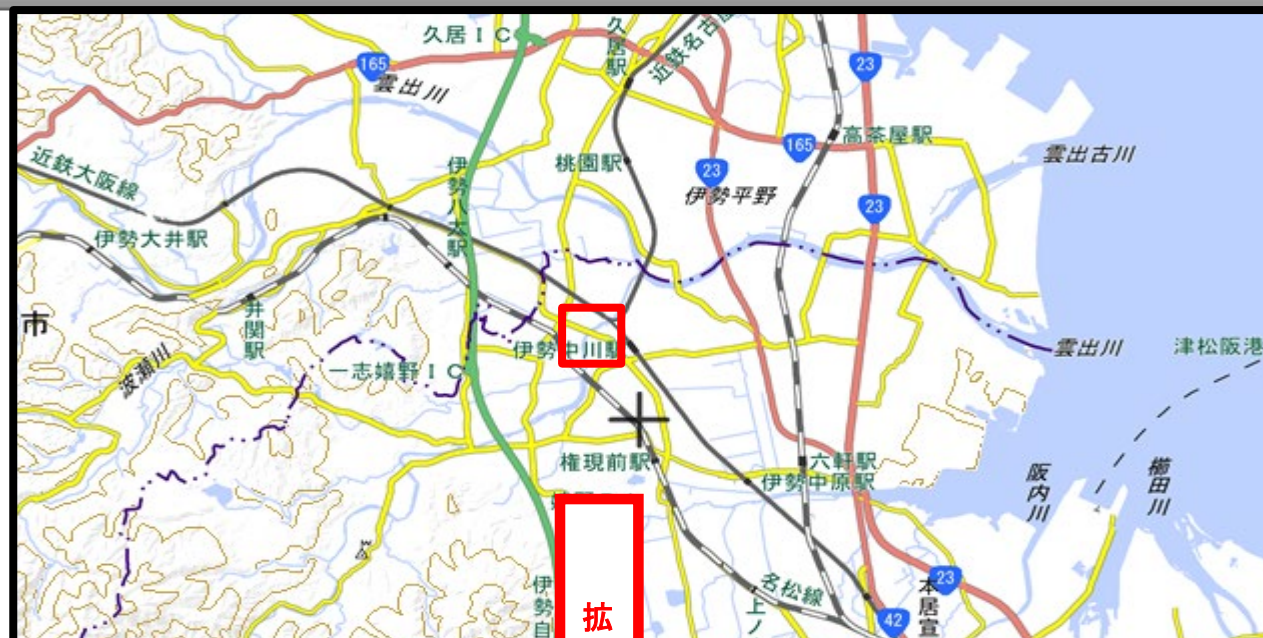 久居ＩＣ
久居駅
近鉄名古
165
23
雲出川
高茶屋駅
165
雲出古川
近鉄大阪線
伊勢八太駅
桃園駅
23
伊勢平野
23
伊勢大井駅
市
井関駅
伊勢中川駅
雲出川
津松阪港
波瀬川
一志嬉野ＩＣ
権現前駅
六軒駅
伊勢中原駅
阪内川
櫛田川
伊勢自
拡
名松線
上ノ
本居宣
23
42